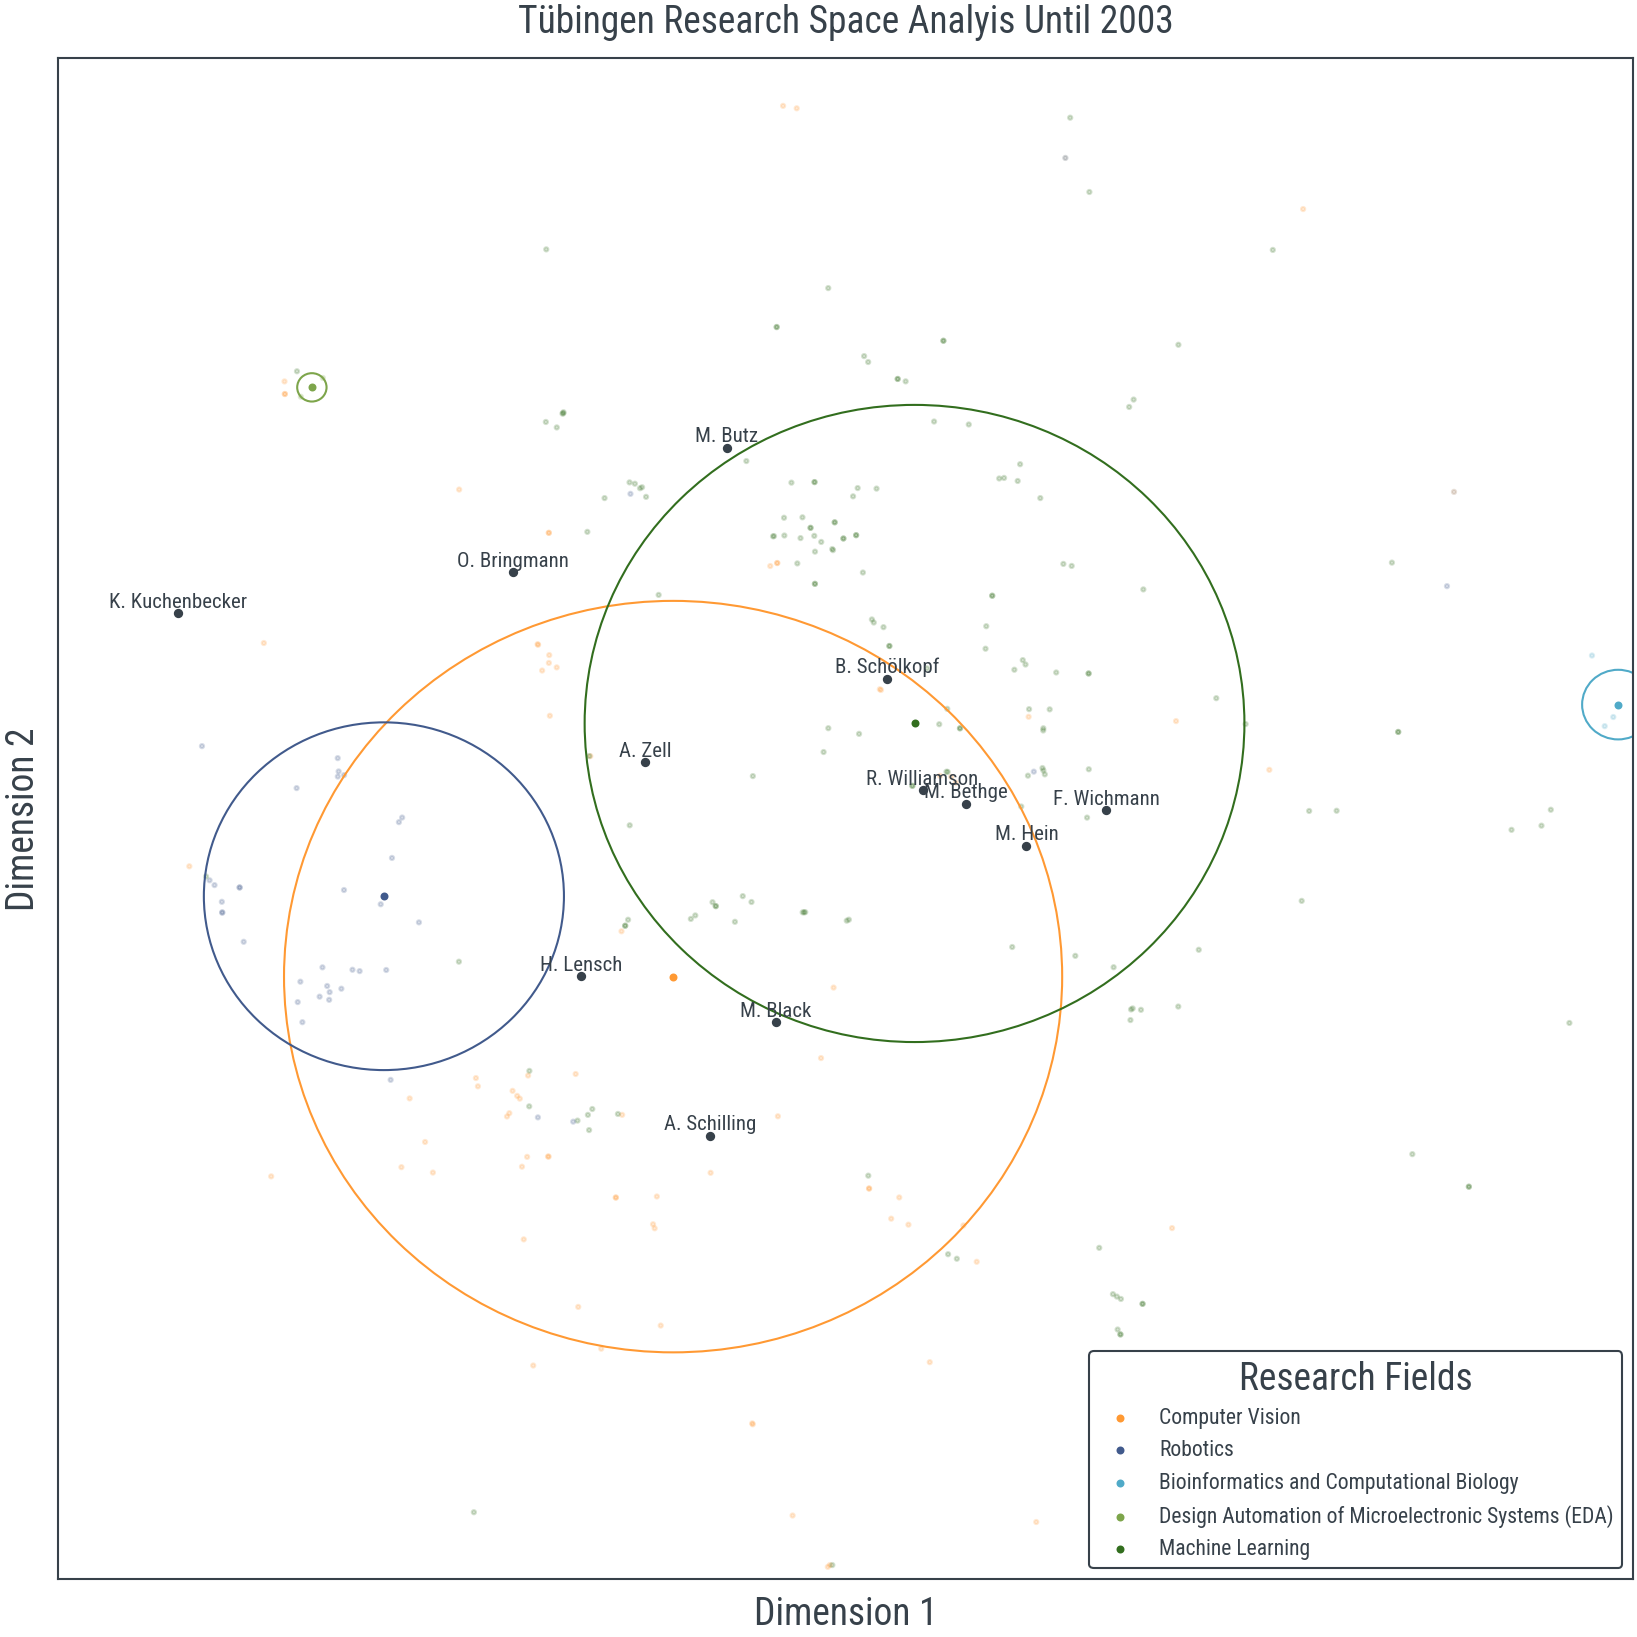 Tübingen Research Space Analyis Until 2003
M. Butz
O. Bringmann
K. Kuchenbecker
B. Schölkopf
A. Zell
R. Williamson
M. Bethge
F. Wichmann
M. Hein
H. Lensch
M. Black
A. Schilling
Dimension 2
Research Fields
Computer Vision
Robotics
Bioinformatics and Computational Biology
Design Automation of Microelectronic Systems (EDA)
Machine Learning
Dimension 1